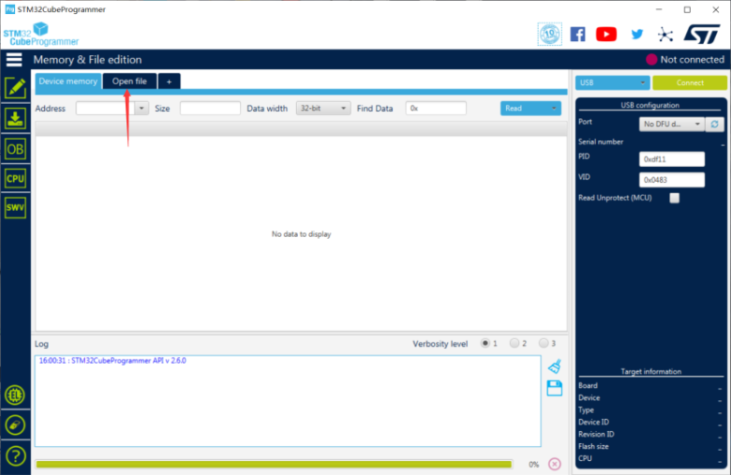 Prg STM32CubeProgrammer
STM32
CubeProgrammer
Memory & File edition
Not connected
Device memory Open file +
USB Connect
Address Size Data width 32-bit Find Data 0x Read
USB configuration
Port No DFU d...
Serial number _
PID 0xdf11
VID 0x0483
Read Unprotect (MCU)
OB
CPU
SWV
No data to display
Log Verbosity level 1 2 3
16:00:31 : STM32CubeProgrammer API v 2.6.0
Target information
Board _
Device _
Type _
Device ID _
Revision ID _
Flash size _
CPU _
0%